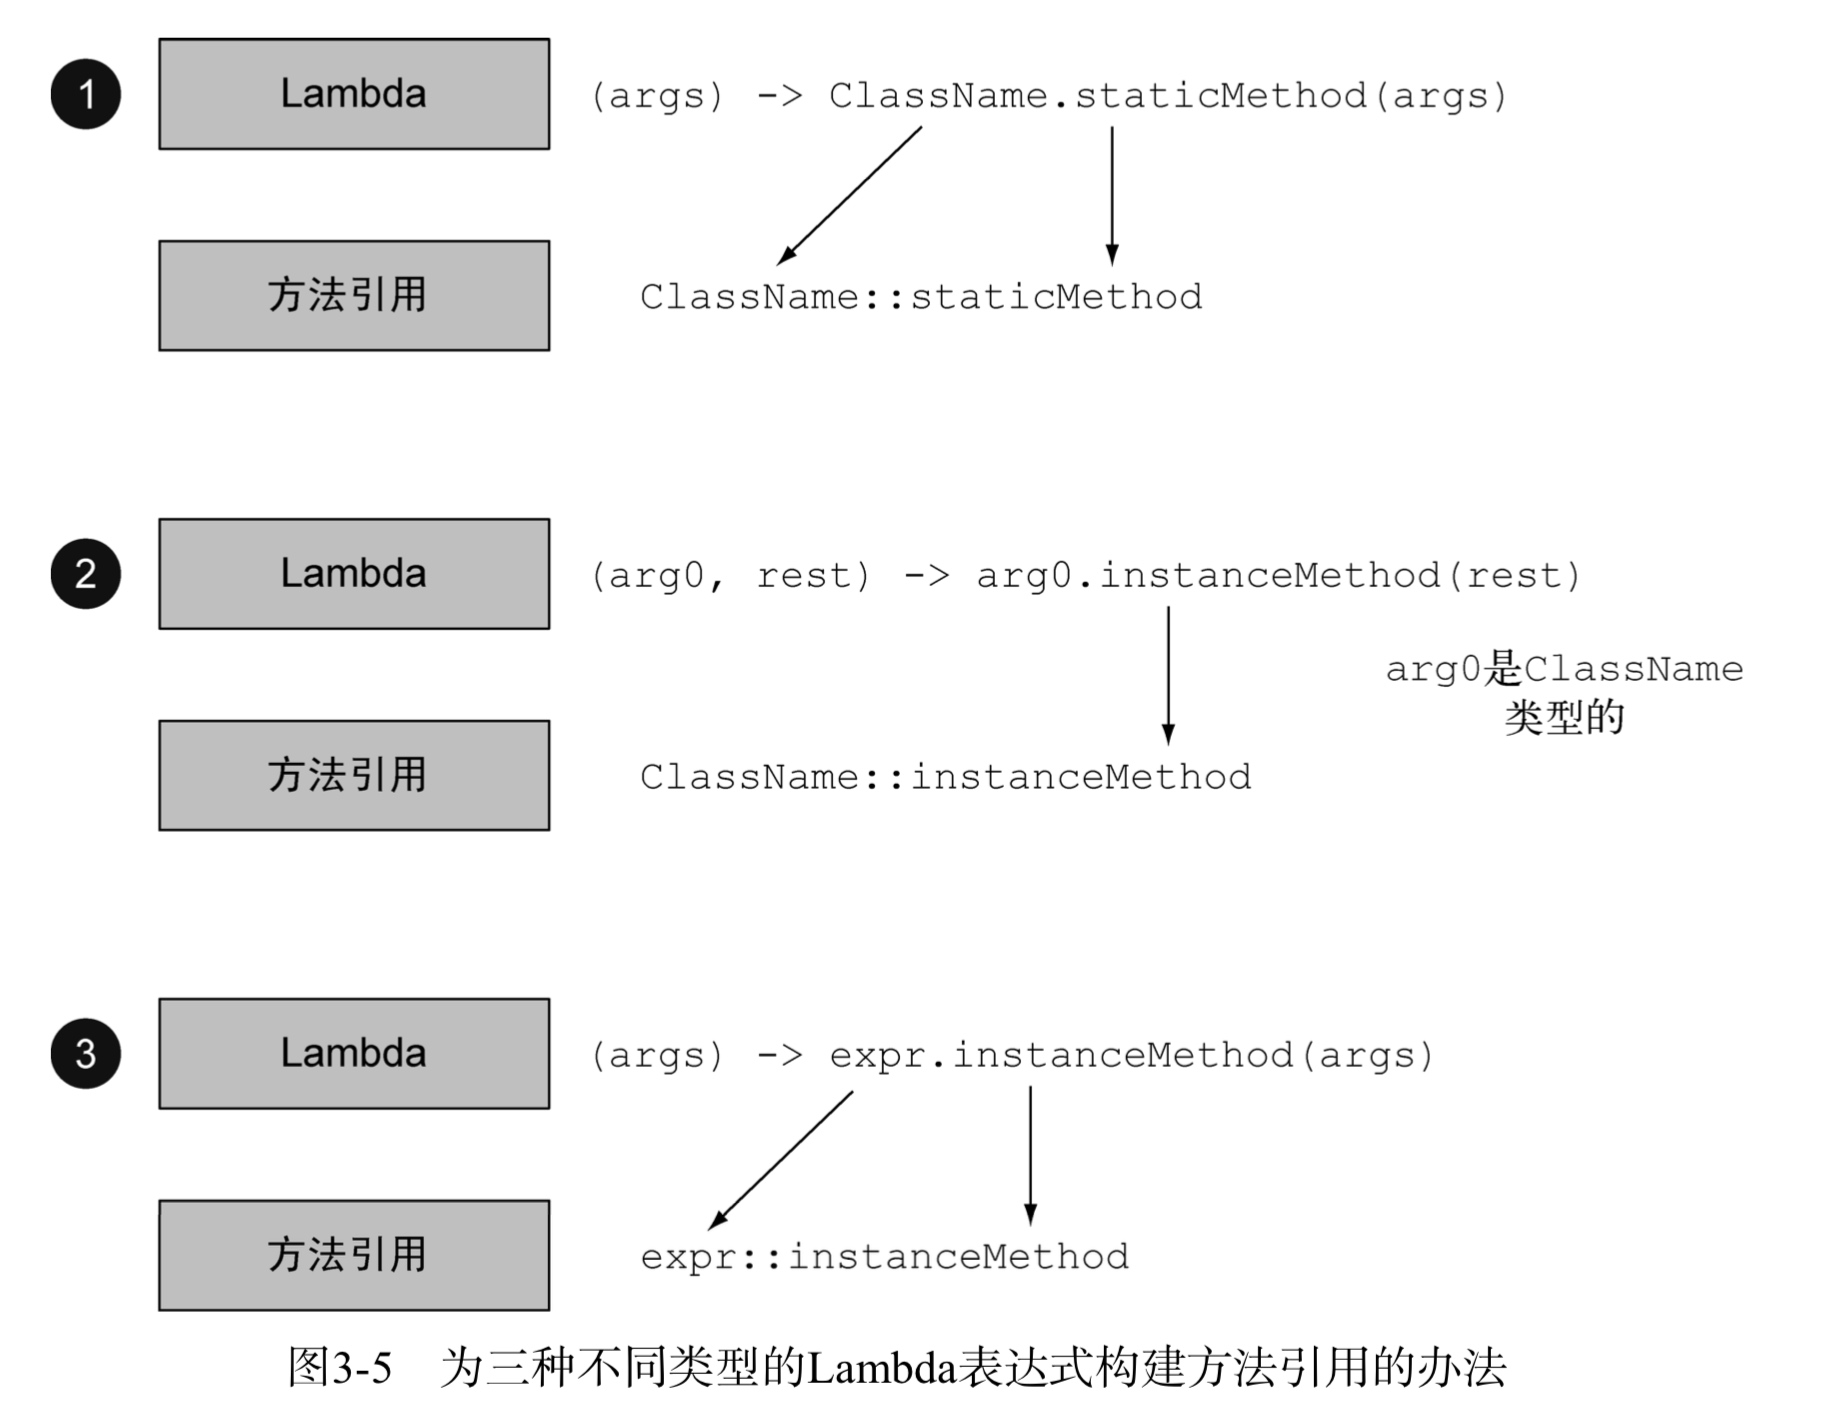 1 Lambda (args) -> ClassName.staticMethod(args)
方法引用 ClassName::staticMethod
2 Lambda (arg0, rest) -> arg0.instanceMethod(rest)
arg0是ClassName
类型的
方法引用 ClassName::instanceMethod
3 Lambda (args) -> expr.instanceMethod(args)
方法引用 expr::instanceMethod
图3-5 为三种不同类型的Lambda表达式构建方法引用的办法